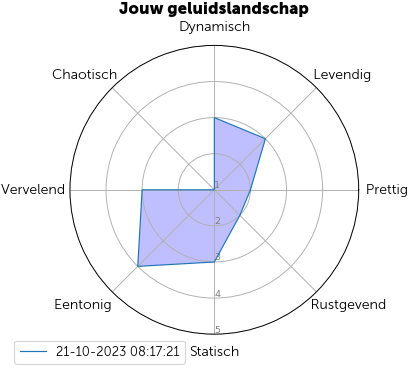 Jouw geluidslandschap
Dynamisch
Chaotisch
Levendig
Vervelend
1
Prettig
2
3
Eentonig
4
Rustgevend
5
21-10-2023 08:17:21
Statisch